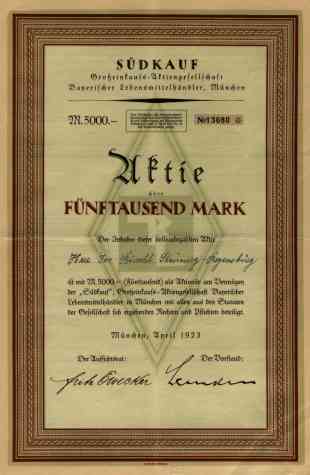 SÜDKAUF
Großeinkaufs-Aktiengesellschaft
Bayerischer Lebensmittelhändler, München
M. 5000.–
Nº 13080
Aktie
über
FÜNFTAUSEND MARK
Der Inhaber dieser vollbezahlten Aktie
Herr
Regensburg
ist mit M. 5000 – (Fünftausend) als Aktionär am Vermögen
der „Südkauf“, Großeinkaufs-Aktiengesellschaft Bayerischer
Lebensmittelhändler in München mit allen aus den Statuten
der Gesellschaft sich ergebenden Rechten und Pflichten beteiligt.
München, April 1923
Der Aufsichtsrat:
Der Vorstand: